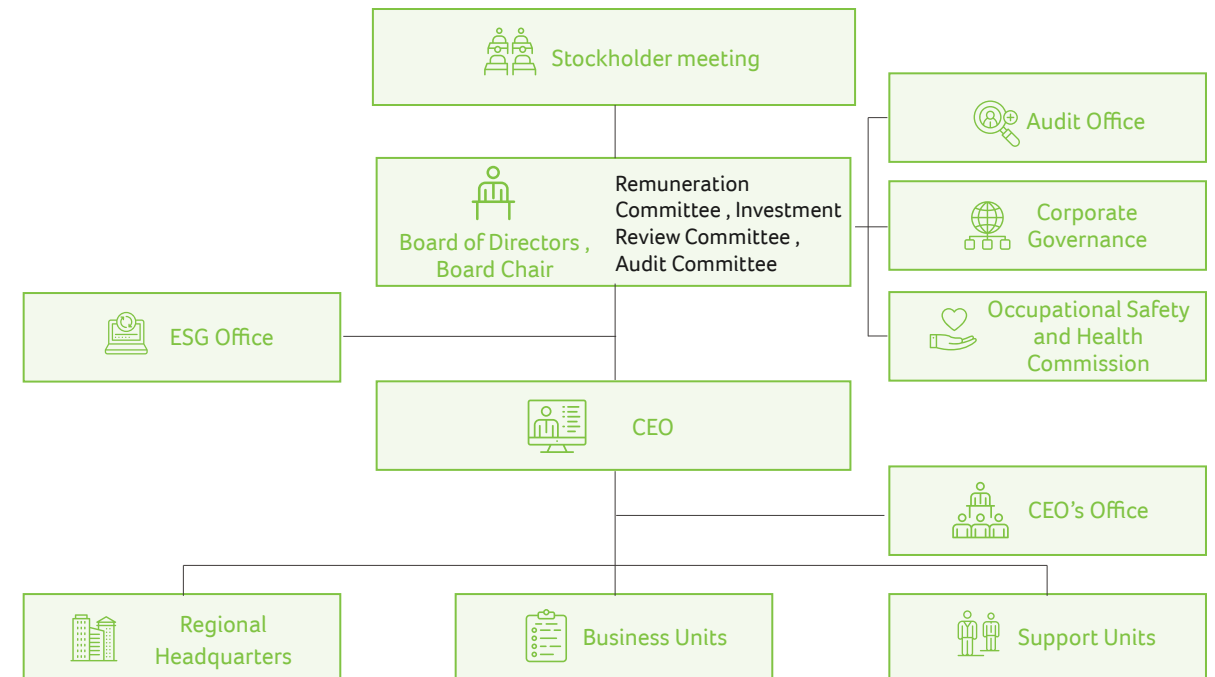 Stockholder meeting
Audit Office
Board of Directors ,
Board Chair
Remuneration
Committee , Investment
Review Committee ,
Audit Committee
Corporate
Governance
Occupational Safety
and Health
Commission
ESG Office
CEO
CEO's Office
Regional
Headquarters
Business Units
Support Units